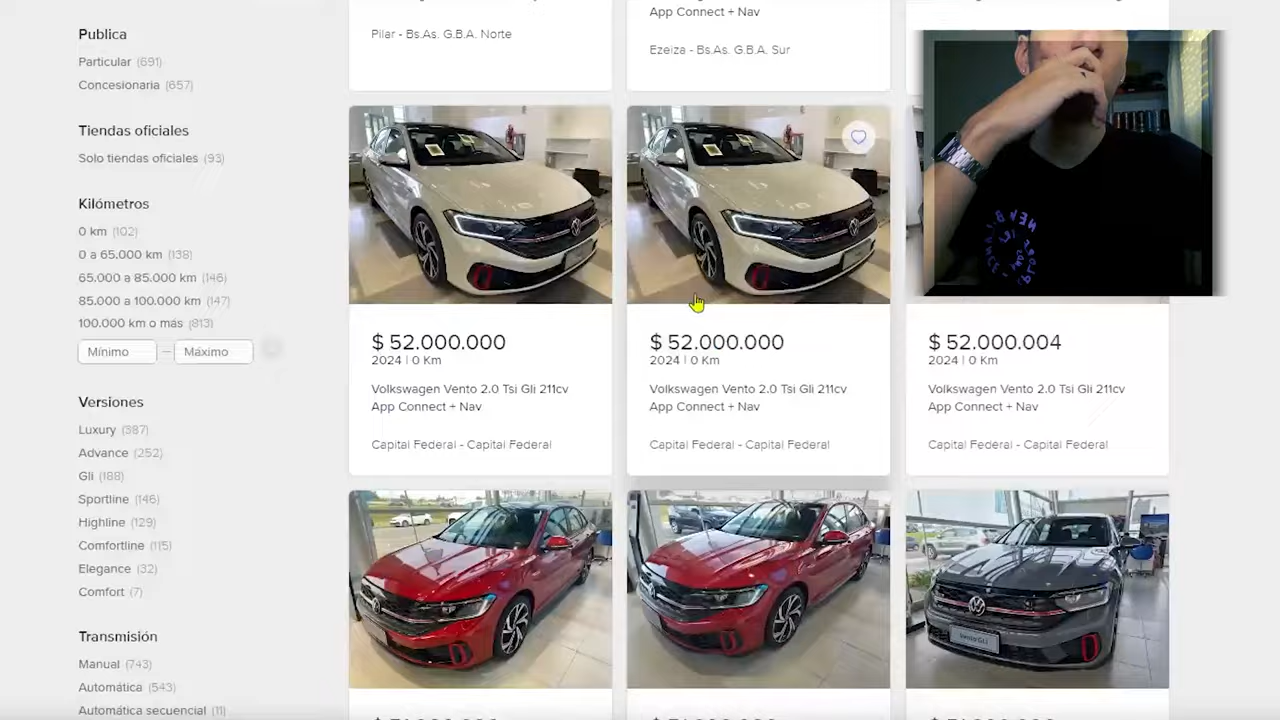 Publica
Particular (691)
Concesionaria (657)
Tiendas oficiales
Solo tiendas oficiales (93)
Kilómetros
0 km (102)
0 a 65.000 km (138)
65.000 a 85.000 km (146)
85.000 a 100.000 km (147)
100.000 km o más (813)
Mínimo – Máximo
Versiones
Luxury (387)
Advance (252)
Gli (188)
Sportline (146)
Highline (129)
Comfortline (115)
Elegance (32)
Comfort (7)
Transmisión
Manual (743)
Automática (543)
Automática secuencial (11)
Pilar - Bs.As. G.B.A. Norte
App Connect + Nav
Ezeiza - Bs.As. G.B.A. Sur
$ 52.000.000
2024 | 0 Km
Volkswagen Vento 2.0 Tsi Gli 211cv
App Connect + Nav
Capital Federal - Capital Federal
$ 52.000.000
2024 | 0 Km
Volkswagen Vento 2.0 Tsi Gli 211cv
App Connect + Nav
Capital Federal - Capital Federal
$ 52.000.004
2024 | 0 Km
Volkswagen Vento 2.0 Tsi Gli 211cv
App Connect + Nav
Capital Federal - Capital Federal
Vento GLi